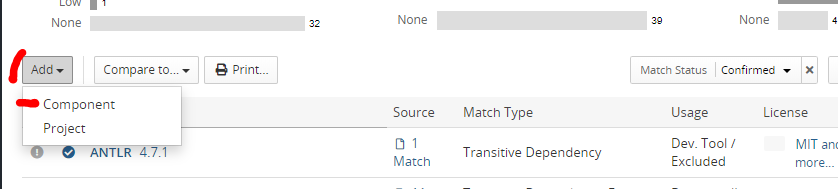 Low 1
None 32
None 39
None 4
Add Compare to... Print...
Match Status Confirmed ×
Component
Project
Source Match Type Usage License
ANTLR 4.7.1
1 Match
Transitive Dependency
Dev. Tool / Excluded
MIT and
more...